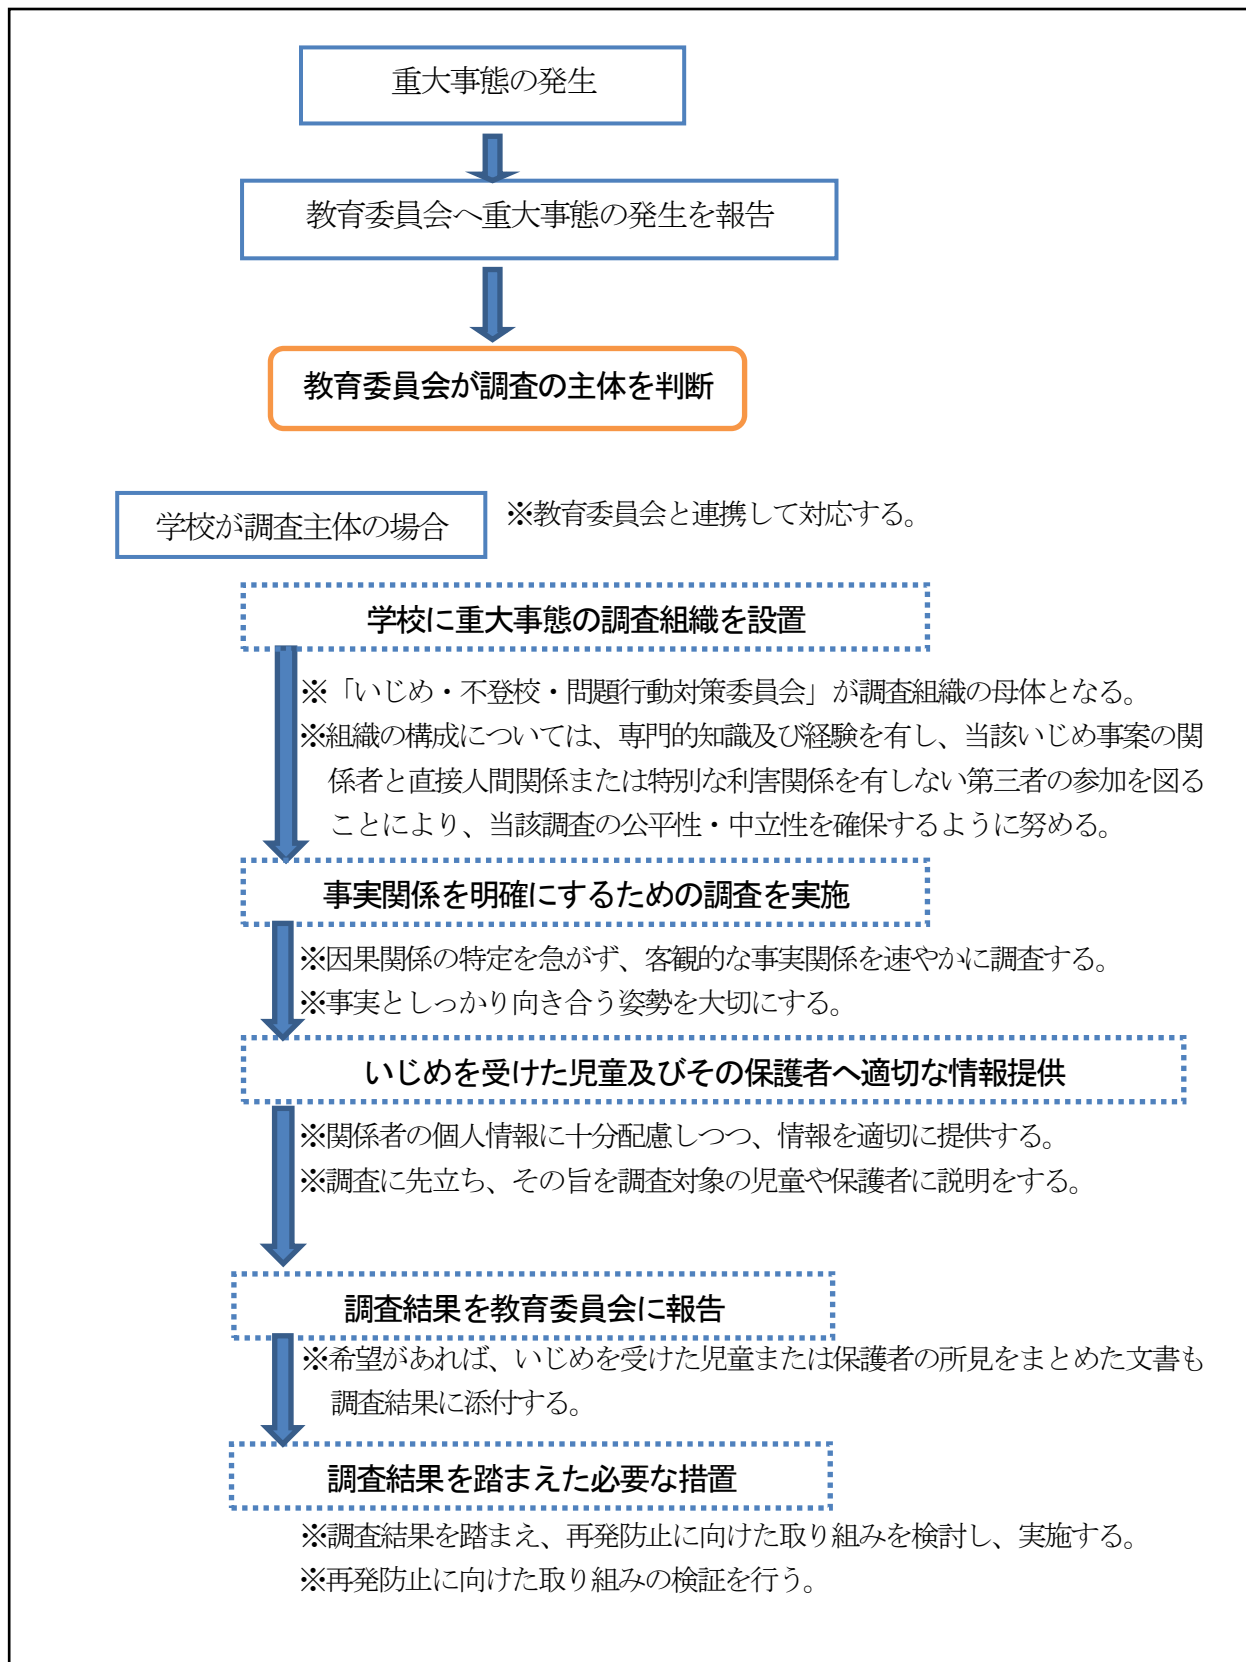 重大事態の発生
教育委員会へ重大事態の発生を報告
教育委員会が調査の主体を判断
学校が調査主体の場合
※教育委員会と連携して対応する。
学校に重大事態の調査組織を設置
※「いじめ・不登校・問題行動対策委員会」が調査組織の母体となる。
※組織の構成については、専門的知識及び経験を有し、当該いじめ事案の関
係者と直接人間関係または特別な利害関係を有しない第三者の参加を図る
ことにより、当該調査の公平性・中立性を確保するように努める。
事実関係を明確にするための調査を実施
※因果関係の特定を急がず、客観的な事実関係を速やかに調査する。
※事実としっかり向き合う姿勢を大切にする。
いじめを受けた児童及びその保護者へ適切な情報提供
※関係者の個人情報に十分配慮しつつ、情報を適切に提供する。
※調査に先立ち、その旨を調査対象の児童や保護者に説明をする。
調査結果を教育委員会に報告
※希望があれば、いじめを受けた児童または保護者の所見をまとめた文書も
調査結果に添付する。
調査結果を踏まえた必要な措置
※調査結果を踏まえ、再発防止に向けた取り組みを検討し、実施する。
※再発防止に向けた取り組みの検証を行う。